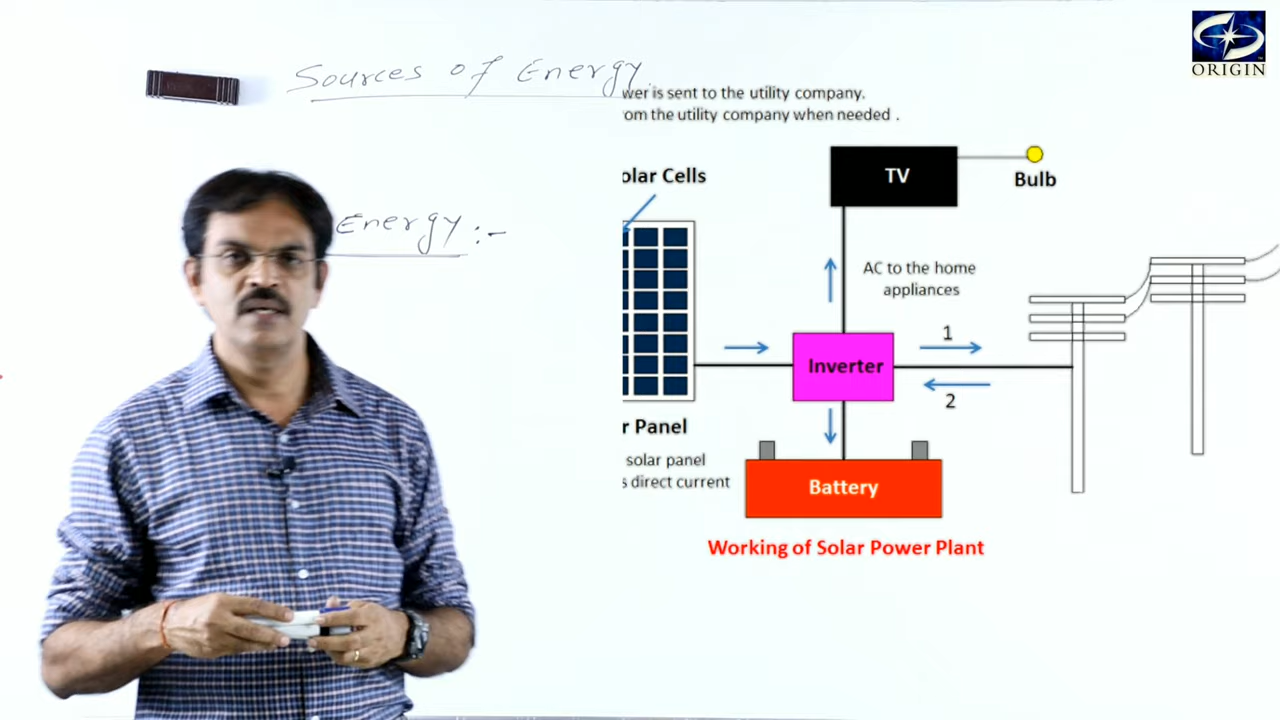 Sources of Energy
ORIGIN
wer is sent to the utility company.
om the utility company when needed .
olar Cells
TV
Bulb
Energy :-
AC to the home
appliances
1
Inverter
2
r Panel
solar panel
s direct current
Battery
Working of Solar Power Plant